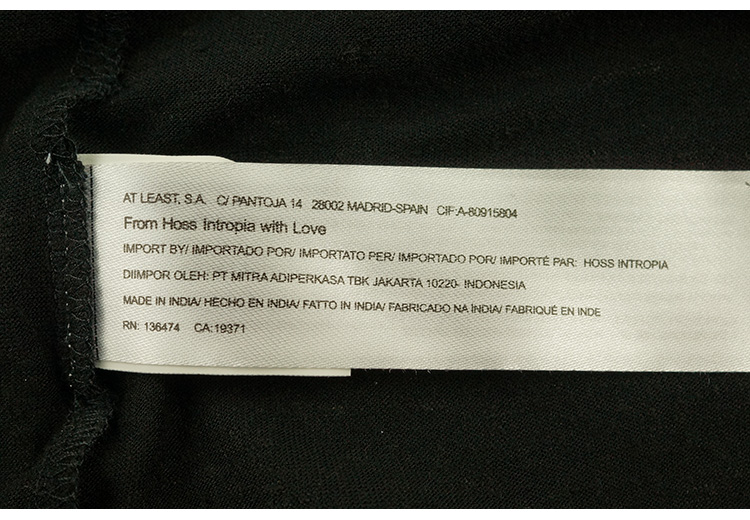 AT LEAST, S.A.   C/ PANTOJA 14   28002 MADRID-SPAIN   CIF:A-80915804
From Hoss Intropia with Love
IMPORT BY/ IMPORTADO POR/ IMPORTATO PER/ IMPORTADO POR/ IMPORTÉ PAR:  HOSS INTROPIA
DIIMPOR OLEH: PT MITRA ADIPERKASA TBK JAKARTA 10220- INDONESIA
MADE IN INDIA/ HECHO EN INDIA/ FATTO IN INDIA/ FABRICADO NA ÍNDIA/ FABRIQUÉ EN INDE
RN: 136474    CA:19371